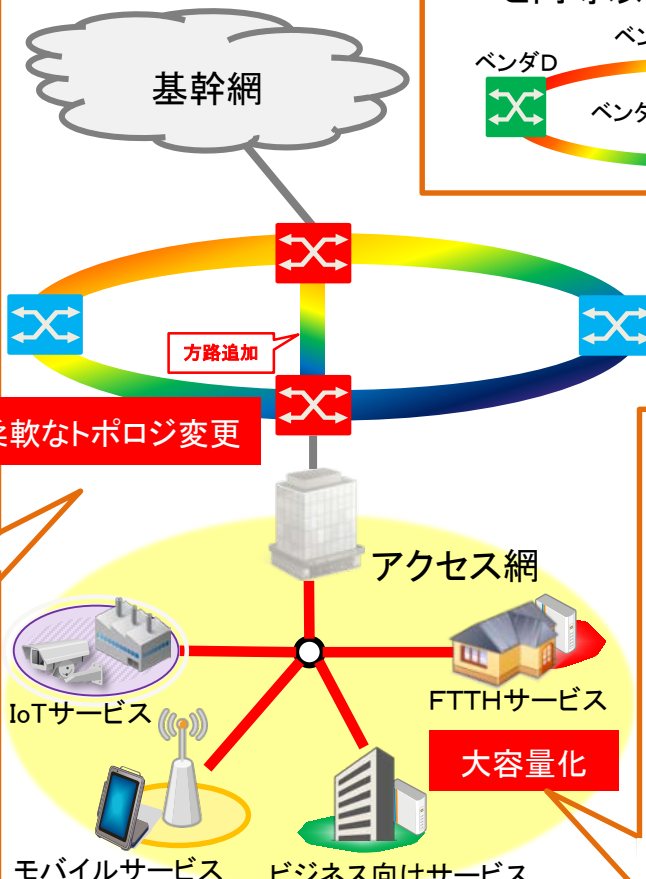 基幹網
ベンダD
方路追加
軟なトポロジ変更
アクセス網
IoTサービス
FTTHサービス
大容量化
モバイルサービス
ビジネス向けサービス